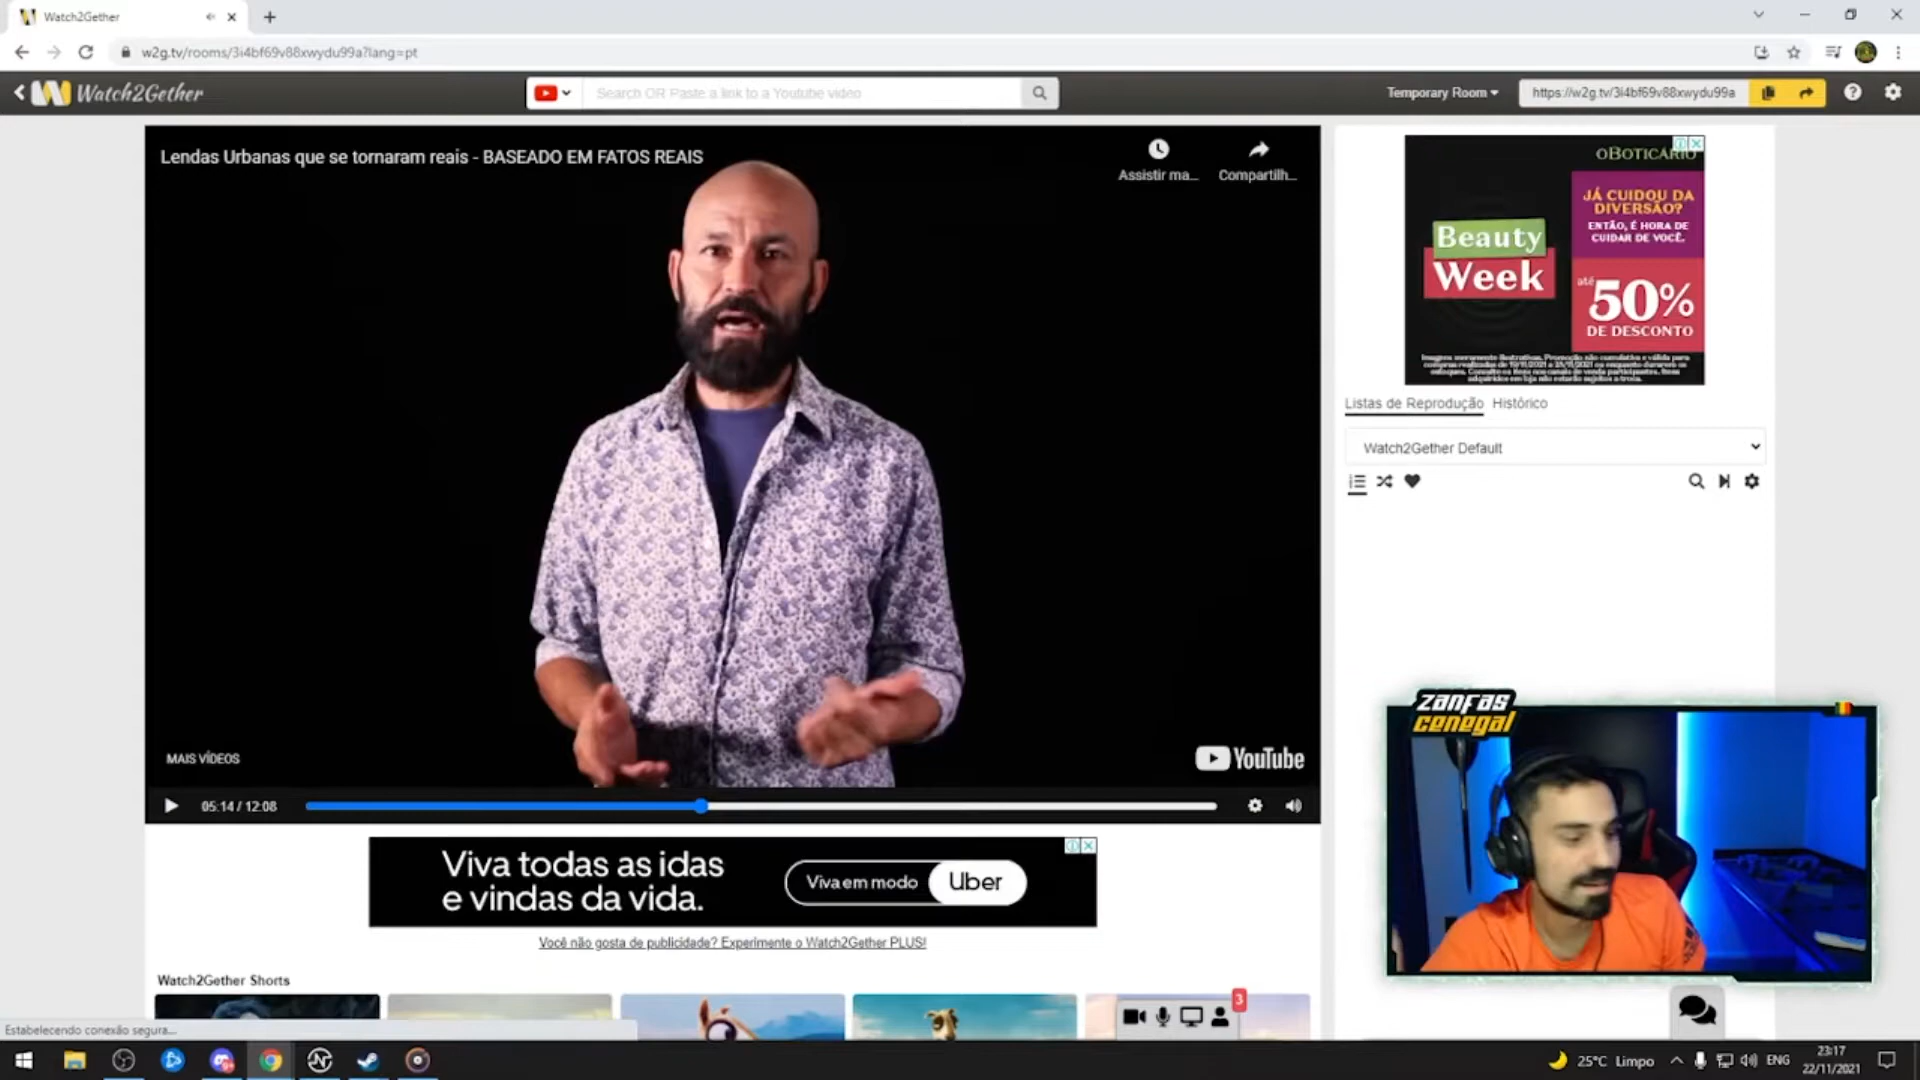 Watch2Gether
w2g.tv/rooms/3i4bf69v88xwydu99a?lang=pt
Watch2Gether
Search OR Paste a link to a Youtube video
Temporary Room
https://w2g.tv/3i4bf69v88xwydu99a
Lendas Urbanas que se tornaram reais - BASEADO EM FATOS REAIS
Assistir ma...
Compartilh...
MAIS VÍDEOS
YouTube
05:14 / 12:08
oBOTICÁRIO
Beauty
Week
JÁ CUIDOU DA
DIVERSÃO?
ENTÃO, É HORA DE
CUIDAR DE VOCÊ.
até
50%
DE DESCONTO
Listas de Reprodução Histórico
Watch2Gether Default
ZANFAS
CENEGAL
Viva todas as idas
e vindas da vida.
Viva em modo
Uber
Você não gosta de publicidade? Experimente o Watch2Gether PLUS!
Watch2Gether Shorts
3
Estabelecendo conexão segura...
25°C Limpo
ENG
23:17
22/11/2021